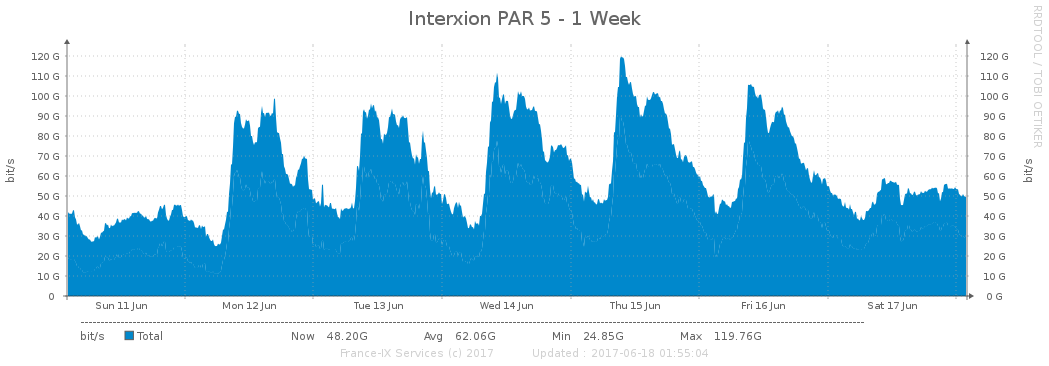 Interxion PAR 5 - 1 Week
RRDTOOL / TOBI OETIKER
bit/s
120 G 120 G
110 G 110 G
100 G 100 G
90 G 90 G
80 G 80 G
70 G 70 G
60 G 60 G
50 G 50 G
40 G 40 G
30 G 30 G
20 G 20 G
10 G 10 G
0 0 G
bit/s
Sun 11 Jun Mon 12 Jun Tue 13 Jun Wed 14 Jun Thu 15 Jun Fri 16 Jun Sat 17 Jun
bit/s Total Now 48.20G Avg 62.06G Min 24.85G Max 119.76G
France-IX Services (c) 2017 Updated : 2017-06-18 01:55:04